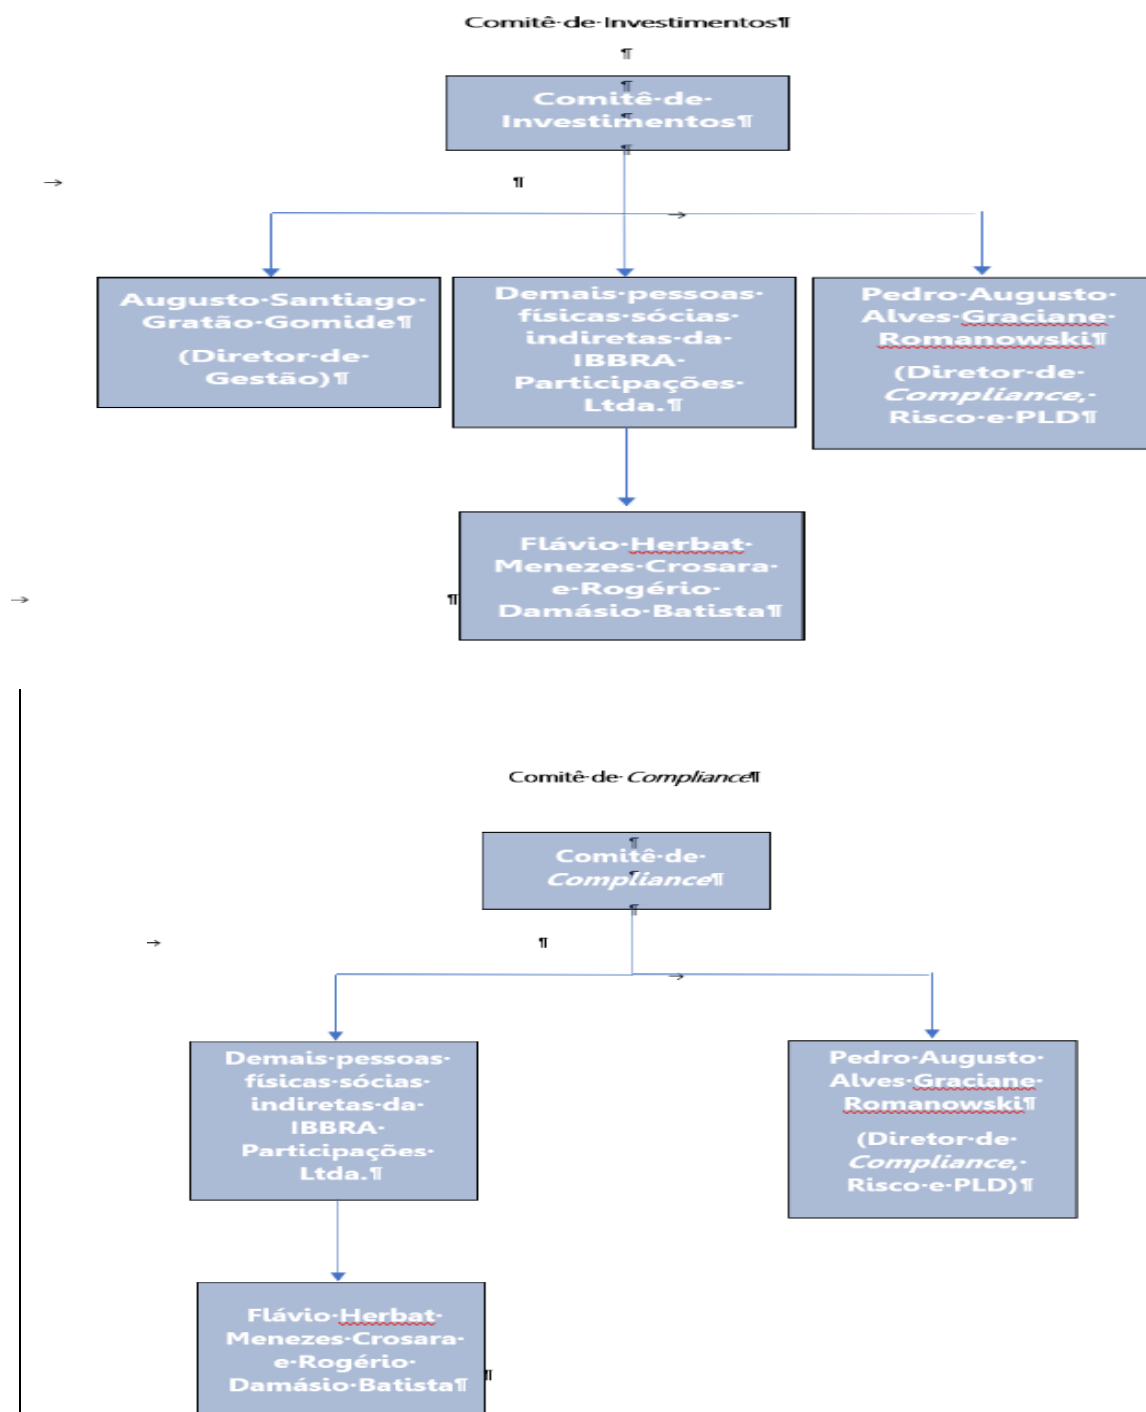 Comitê de Investimentos¶
¶
¶
Comitê de
¶
Investimentos¶
¶
→ ¶
→
Augusto Santiago
Gratão Gomide¶
(Diretor de
Gestão)¶
Demais pessoas
físicas sócias
indiretas da
IBBRA
Participações
Ltda.¶
Pedro Augusto
Alves Graciane
Romanowski¶
(Diretor de
Compliance,
Risco e PLD¶
Flávio Herbat
Menezes Crosara
e Rogério
Damásio Batista¶
→ ¶
Comitê de Compliance¶
¶
Comitê de
¶
Compliance¶
¶
→ ¶
→
Demais pessoas
físicas sócias
indiretas da
IBBRA
Participações
Ltda.¶
Pedro Augusto
Alves Graciane
Romanowski¶
(Diretor de
Compliance,
Risco e PLD)¶
Flávio Herbat
Menezes Crosara
e Rogério
Damásio Batista¶
¶